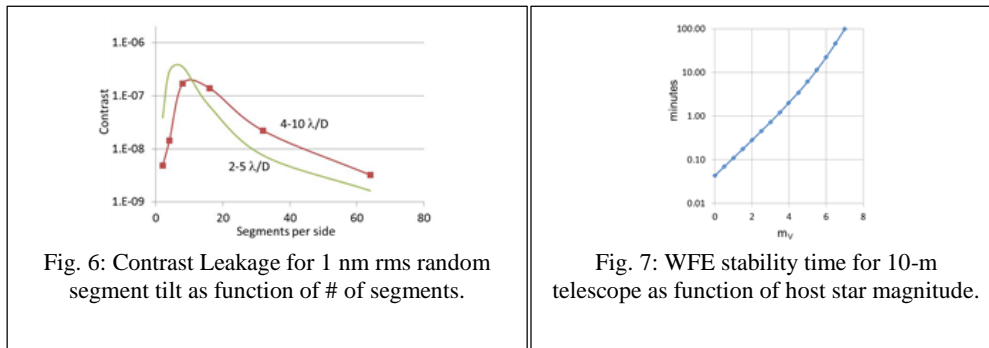 1.E-06
1.E-07
1.E-08
1.E-09
Contrast
4-10 λ/D
2-5 λ/D
0 20 40 60 80
Segments per side
Fig. 6: Contrast Leakage for 1 nm rms random
segment tilt as function of # of segments.
100.00
10.00
1.00
0.10
0.01
minutes
0 2 4 6 8
mV
Fig. 7: WFE stability time for 10-m
telescope as function of host star magnitude.